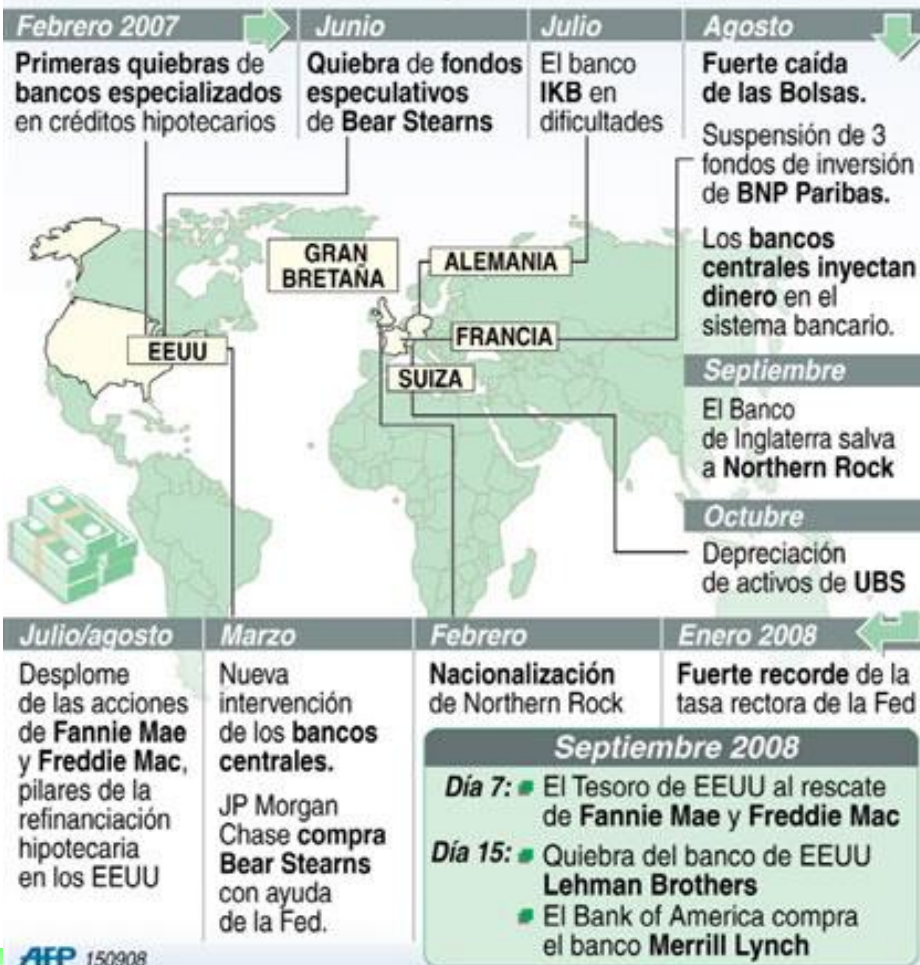 Febrero 2007
Primeras quiebras de
bancos especializados
en créditos hipotecarios
Junio
Quiebra de fondos
especulativos
de Bear Stearns
Julio
El banco
IKB en
dificultades
Agosto
Fuerte caída
de las Bolsas.
Suspensión de 3
fondos de inversión
de BNP Paribas.
Los bancos
centrales inyectan
dinero en el
sistema bancario.
GRAN
BRETAÑA
ALEMANIA
EEUU
FRANCIA
SUIZA
Septiembre
El Banco
de Inglaterra salva
a Northern Rock
Octubre
Depreciación
de activos de UBS
Enero 2008
Fuerte recorde de la
tasa rectora de la Fed
Febrero
Nacionalización
de Northern Rock
Marzo
Nueva
intervención
de los bancos
centrales.
JP Morgan
Chase compra
Bear Stearns
con ayuda
de la Fed.
Julio/agosto
Desplome
de las acciones
de Fannie Mae
y Freddie Mac,
pilares de la
refinanciación
hipotecaria
en los EEUU
Septiembre 2008
Día 7: El Tesoro de EEUU al rescate
de Fannie Mae y Freddie Mac
Día 15: Quiebra del banco de EEUU
Lehman Brothers
El Bank of America compra
el banco Merrill Lynch
AFP 150908